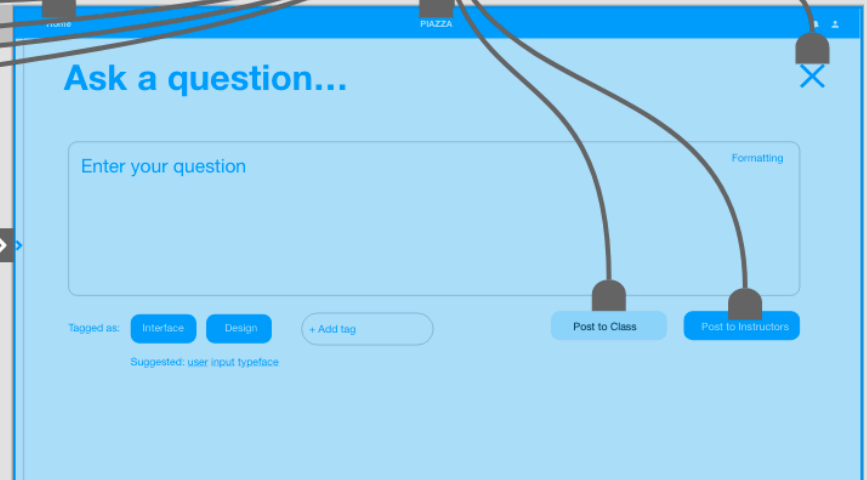 Home PIAZZA
Ask a question...
Enter your question
Formatting
Tagged as: Interface Design + Add tag Post to Class Post to Instructors
Suggested: user input typeface